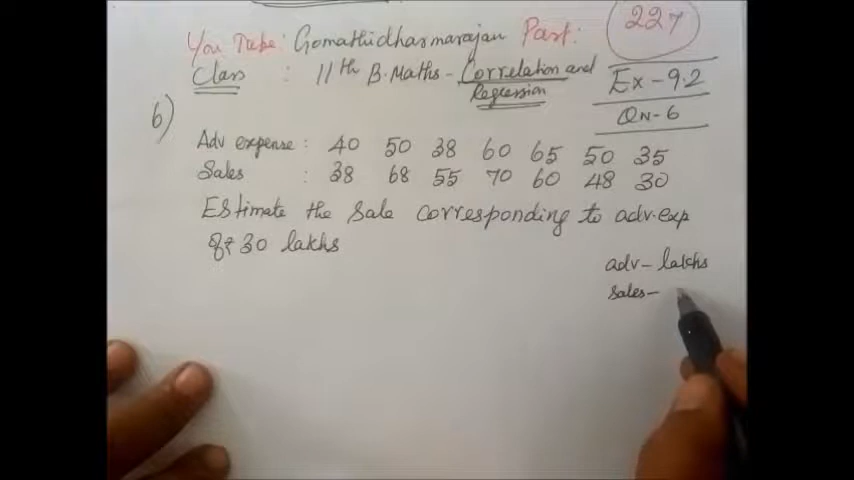 You Tube: Gomathidharmarajan Part: 227
Class : 11th B.Maths - Correlation and Regression
Ex - 9.2
QN-6
6)
Adv expense : 40 50 38 60 65 50 35
Sales : 38 68 55 70 60 48 30
Estimate the sale corresponding to adv.exp
of ₹ 30 lakhs
adv - lakhs
sales -